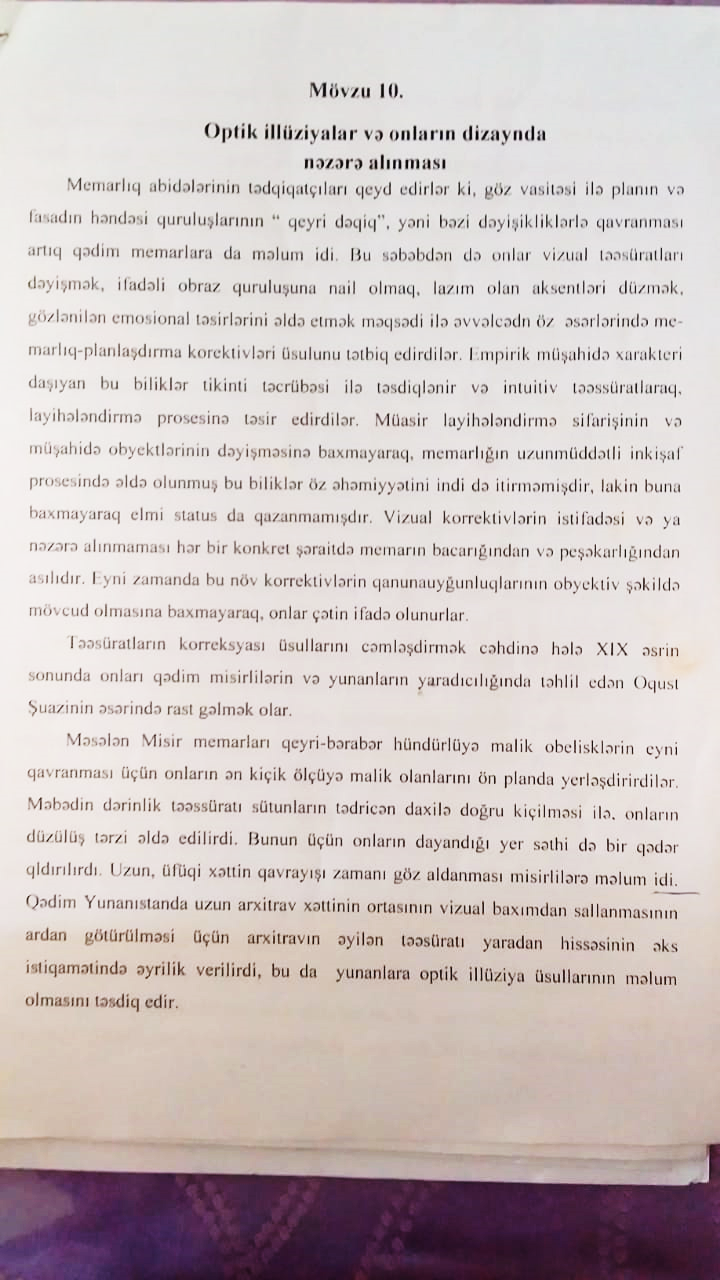 Mövzu 10.
Optik illüziyalar və onların dizaynda
nəzərə alınması
Memarlıq abidələrinin tədqiqatçıları qeyd edirlər ki, göz vasitəsi ilə planın və
fasadın həndəsi quruluşlarının “ qeyri dəqiq”, yəni bəzi dəyişikliklərlə qavranması
artıq qədim memarlara da məlum idi. Bu səbəbdən də onlar vizual təəsüratları
dəyişmək, ifadəli obraz quruluşuna nail olmaq, lazım olan aksentləri düzmək,
gözlənilən emosional təsirlərini əldə etmək məqsədi ilə əvvəlcədn öz əsərlərində me-
marlıq-planlaşdırma korektivləri üsulunu tətbiq edirdilər. Empirik müşahidə xarakteri
daşıyan bu biliklər tikinti təcrübəsi ilə təsdiqlənir və intuitiv təəssüratlaraq,
layihələndirmə prosesinə təsir edirdilər. Müasir layihələndirmə sifarişinin və
müşahidə obyektlərinin dəyişməsinə baxmayaraq, memarlığın uzunmüddətli inkişaf
prosesində əldə olunmuş bu biliklər öz əhəmiyyətini indi də itirməmişdir, lakin buna
baxmayaraq elmi status da qazanmamışdır. Vizual korrektivlərin istifadəsi və ya
nəzərə alınmaması hər bir konkret şəraitdə memarın bacarığından və peşəkarlığından
asılıdır. Eyni zamanda bu növ korrektivlərin qanunauyğunluqlarının obyektiv şəkildə
mövcud olmasına baxmayaraq, onlar çətin ifadə olunurlar.
Təəsüratların korreksyası üsullarını cəmləşdirmək cəhdinə hələ XIX əsrin
sonunda onları qədim misirlilərin və yunanların yaradıcılığında təhlil edən Oqust
Şuazinin əsərində rast gəlmək olar.
Məsələn Misir memarları qeyri-bərabər hündürlüyə malik obelisklərin eyni
qavranması üçün onların ən kiçik ölçüyə malik olanlarını ön planda yerləşdirirdilər.
Məbədin dərinlik təəssüratı sütunların tədricən daxilə doğru kiçilməsi ilə, onların
düzülüş tərzi əldə edilirdi. Bunun üçün onların dayandığı yer səthi də bir qədər
qldırılırdı. Uzun, üfüqi xəttin qavrayışı zamanı göz aldanması misirlilərə məlum idi.
Qədim Yunanıstanda uzun arxitrav xəttinin ortasının vizual baxımdan sallanmasının
ardan götürülməsi üçün arxitravın əyilən təəsüratı yaradan hissəsinin əks
istiqamətində əyrilik verilirdi, bu da yunanlara optik illüziya üsullarının məlum
olmasını təsdiq edir.